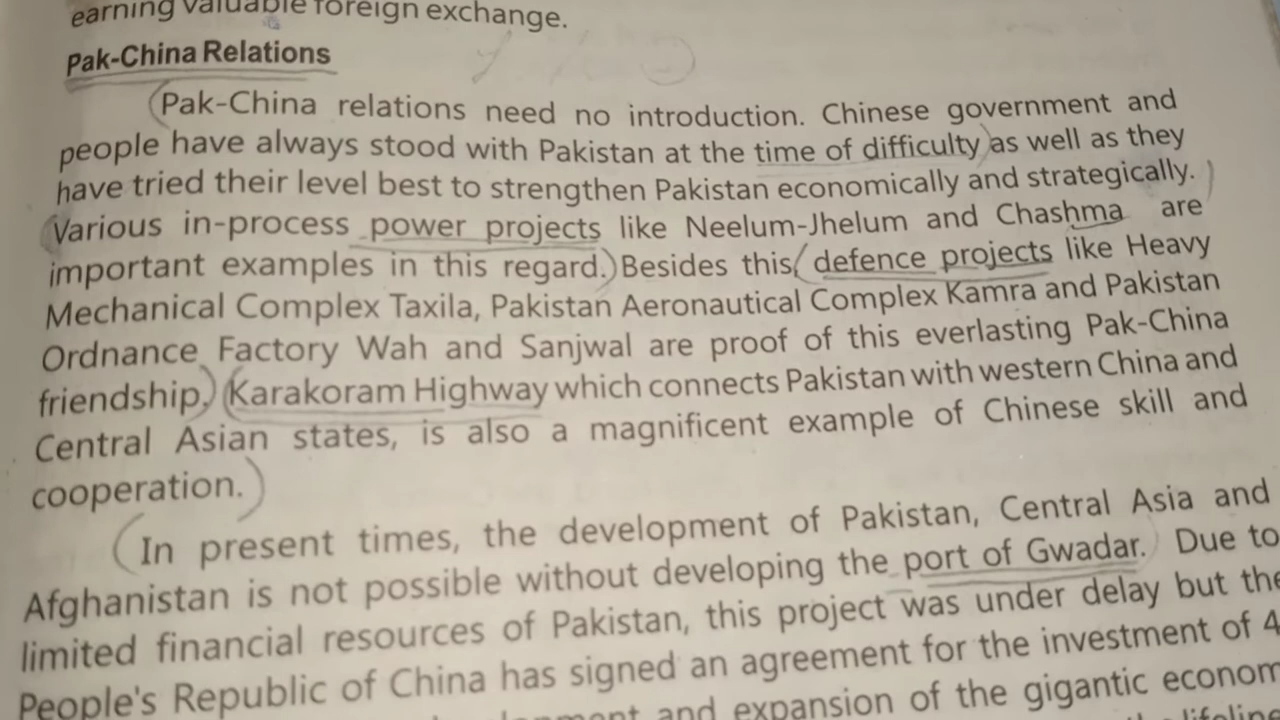 earning valuable foreign exchange.
Pak-China Relations
Pak-China relations need no introduction. Chinese government and
people have always stood with Pakistan at the time of difficulty as well as they
have tried their level best to strengthen Pakistan economically and strategically.
Various in-process power projects like Neelum-Jhelum and Chashma are
important examples in this regard. Besides this, defence projects like Heavy
Mechanical Complex Taxila, Pakistan Aeronautical Complex Kamra and Pakistan
Ordnance Factory Wah and Sanjwal are proof of this everlasting Pak-China
friendship. Karakoram Highway which connects Pakistan with western China and
Central Asian states, is also a magnificent example of Chinese skill and
cooperation.
In present times, the development of Pakistan, Central Asia and
Afghanistan is not possible without developing the port of Gwadar. Due to
limited financial resources of Pakistan, this project was under delay but the
People's Republic of China has signed an agreement for the investment of 4
and expansion of the gigantic econom